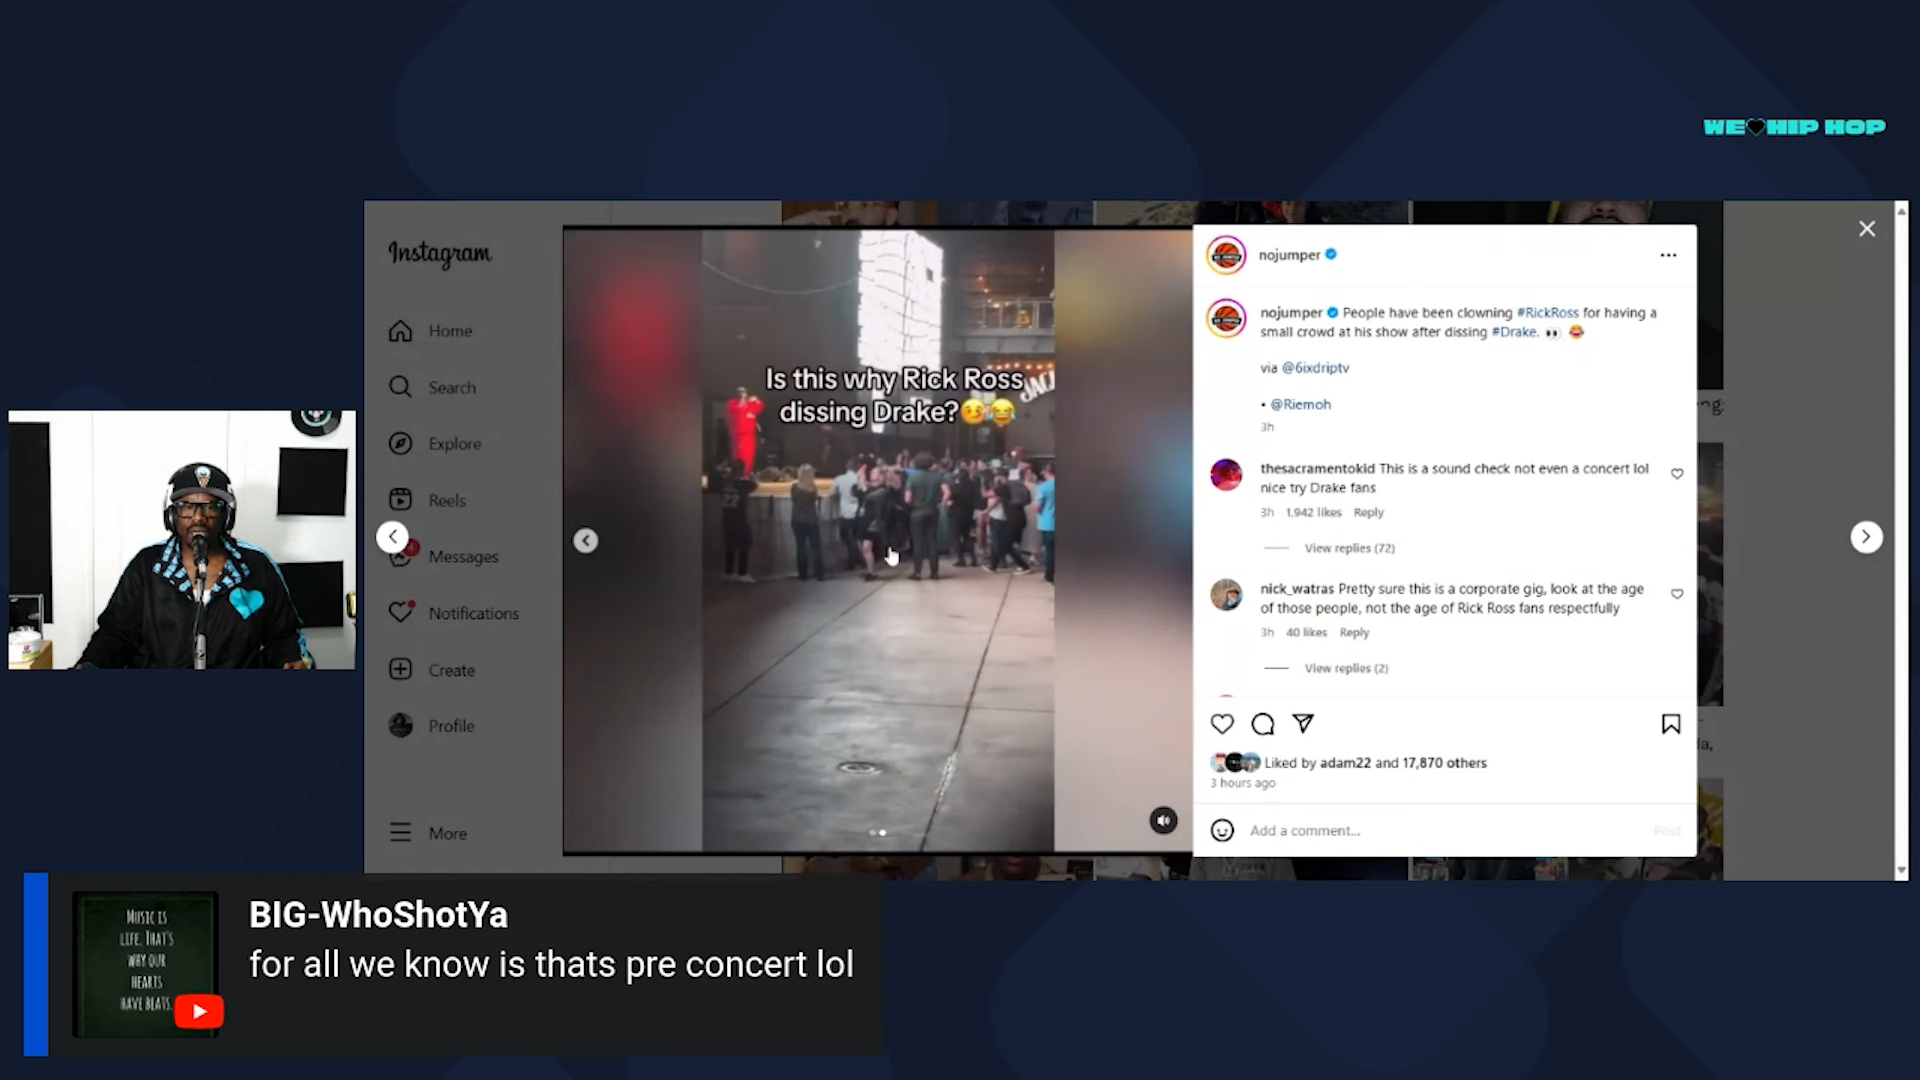 WE HIP HOP
Instagram
Home
Search
Explore
Reels
Messages
Notifications
Create
Profile
More
Is this why Rick Ross
dissing Drake?😏😂
22
nojumper
nojumper People have been clowning #RickRoss for having a
small crowd at his show after dissing #Drake. 👀 😂
via @6ixdriptv
• @Riemoh
3h
thesacramentokid This is a sound check not even a concert lol
nice try Drake fans
3h 1,942 likes Reply
View replies (72)
nick_watras Pretty sure this is a corporate gig, look at the age
of those people, not the age of Rick Ross fans respectfully
3h 40 likes Reply
View replies (2)
Liked by adam22 and 17,870 others
3 hours ago
Add a comment...
Post
MUSIC IS
LIFE. THAT'S
WHY OUR
HEARTS
HAVE BEATS.
BIG-WhoShotYa
for all we know is thats pre concert lol